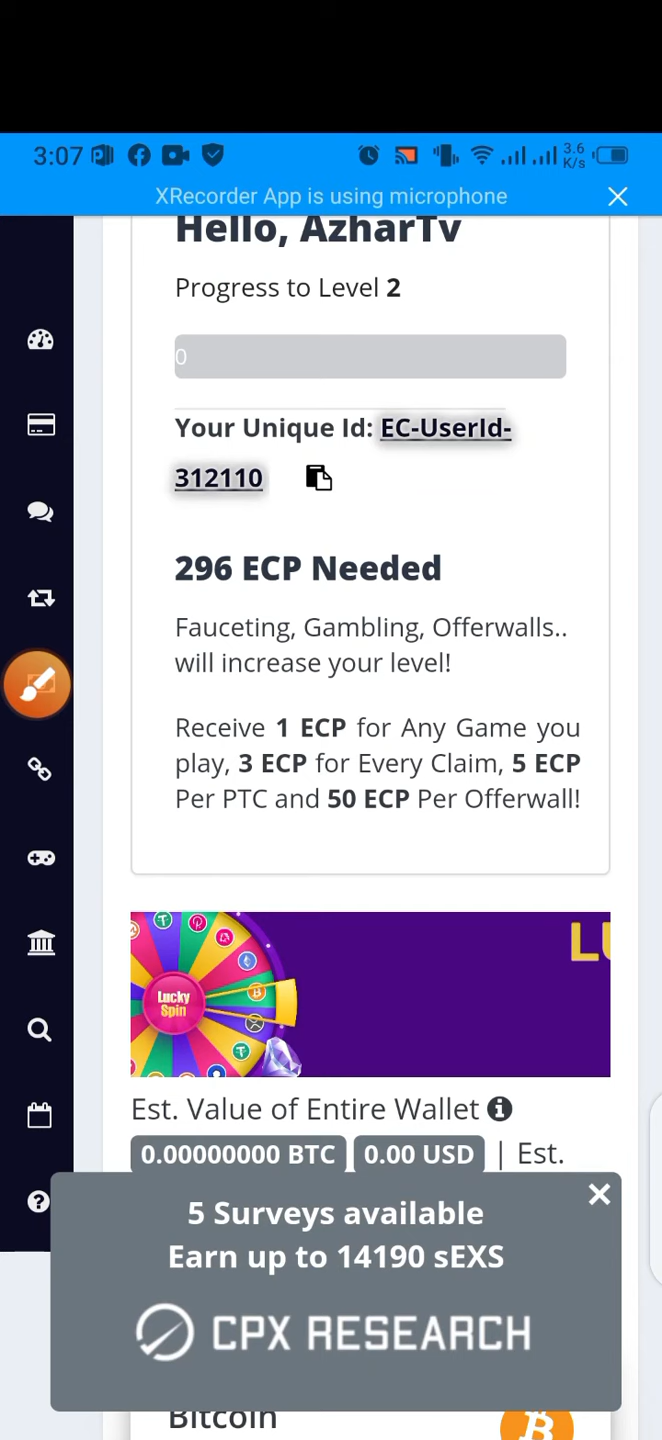 3:07
3.6
K/s
XRecorder App is using microphone
Hello, AzharTv
Progress to Level 2
0
Your Unique Id: EC-UserId-
312110
296 ECP Needed
Fauceting, Gambling, Offerwalls..
will increase your level!
Receive 1 ECP for Any Game you
play, 3 ECP for Every Claim, 5 ECP
Per PTC and 50 ECP Per Offerwall!
LU
Lucky
Spin
Est. Value of Entire Wallet
0.00000000 BTC 0.00 USD | Est.
5 Surveys available
Earn up to 14190 sEXS
CPX RESEARCH
Bitcoin